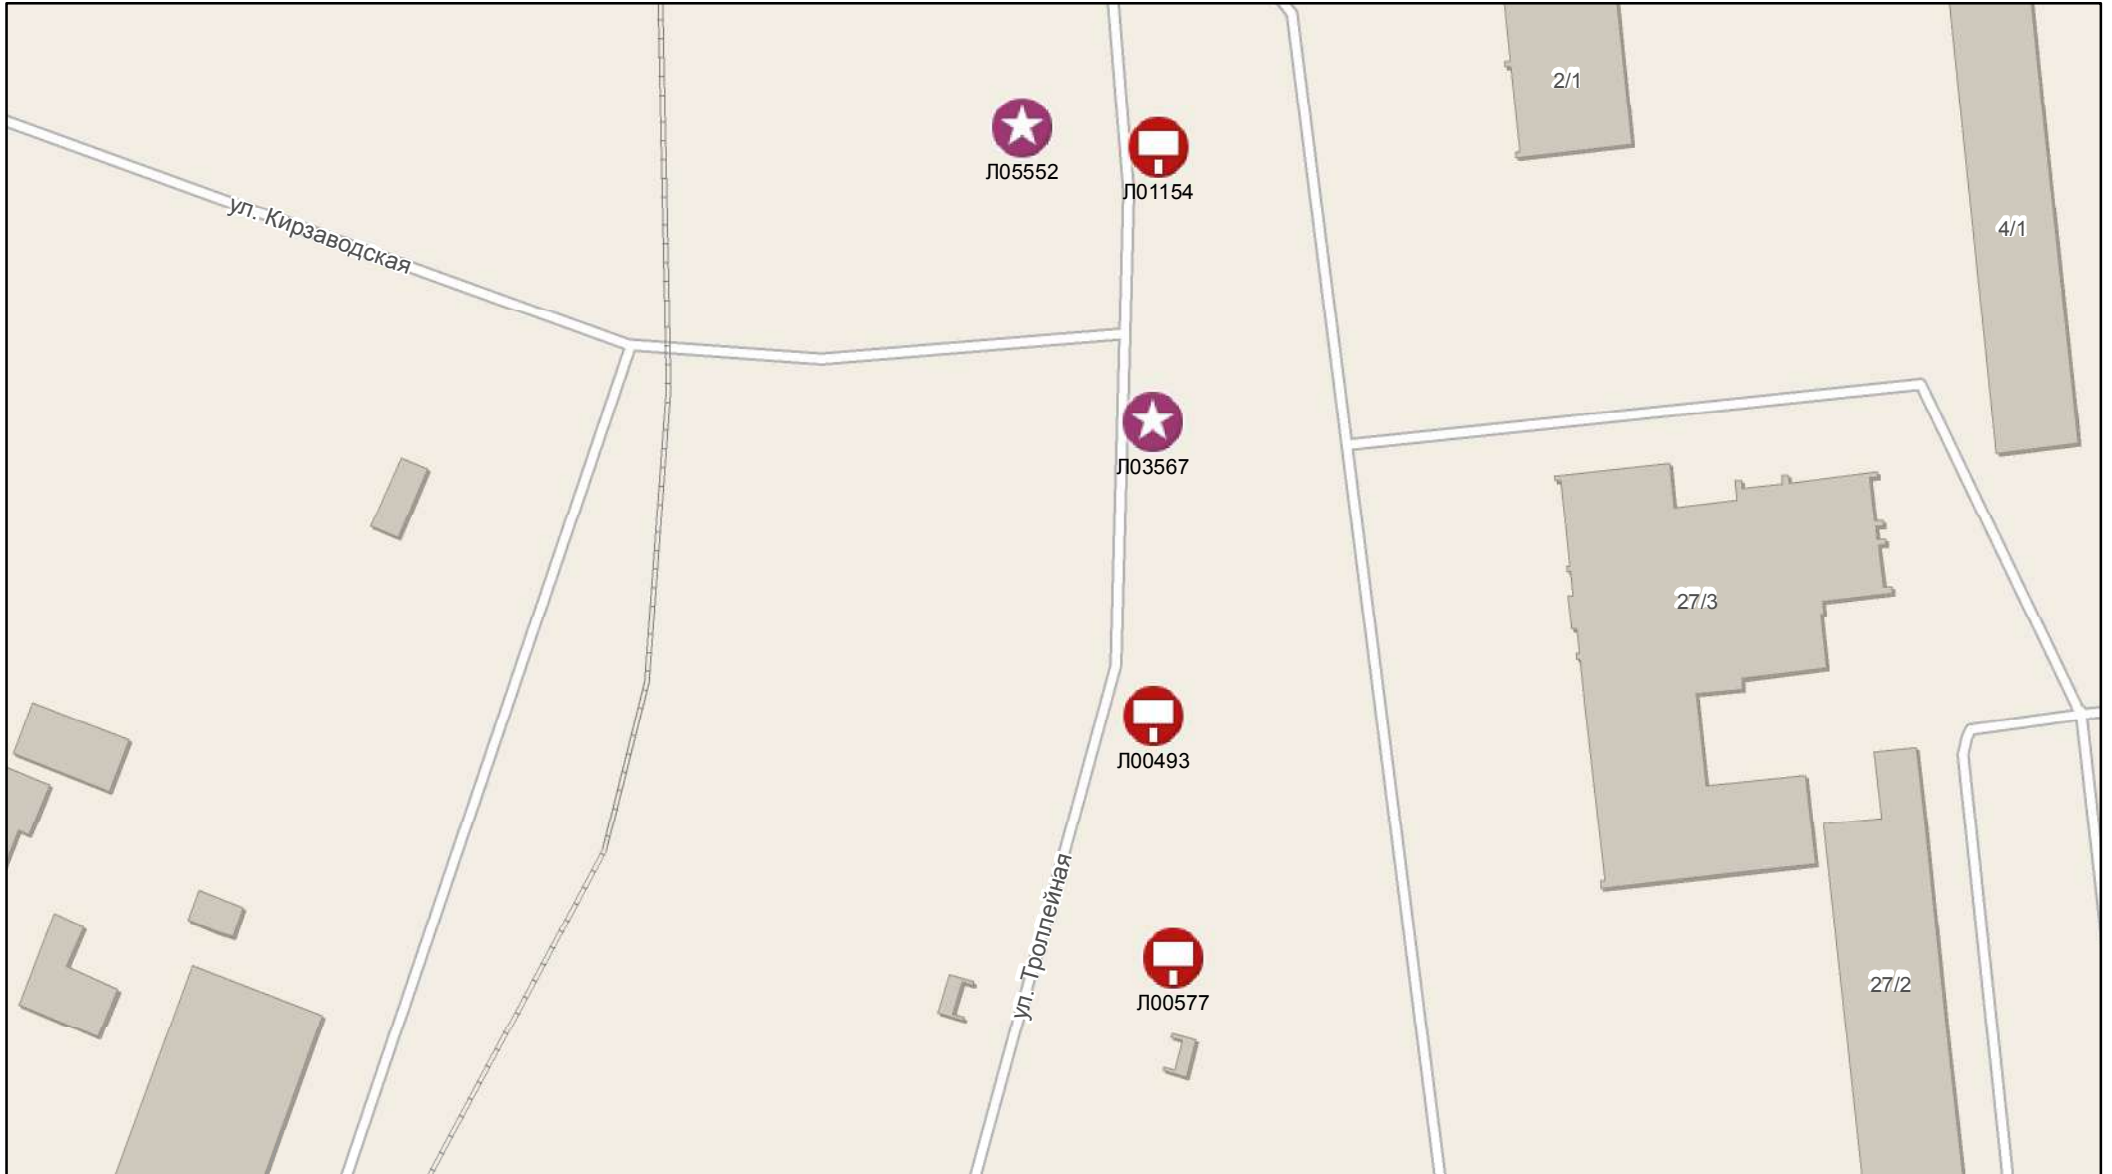 2/1
Л05552
Л01154
ул. Кирзаводская
4/1
Л03567
27/3
Л00493
ул. Троллейная
27/2
Л00577